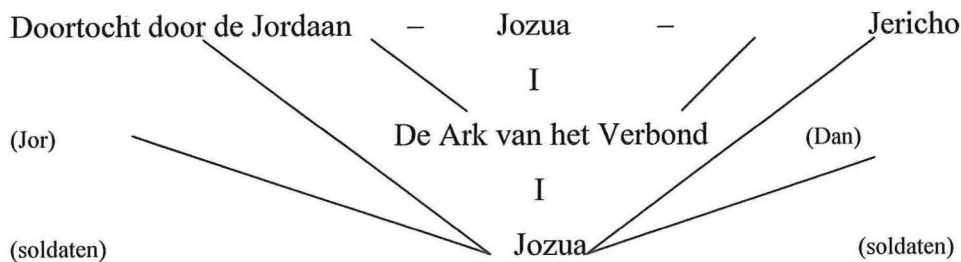 Doortocht door de Jordaan – Jozua – Jericho
I
(Jor) De Ark van het Verbond (Dan)
I
(soldaten) Jozua (soldaten)